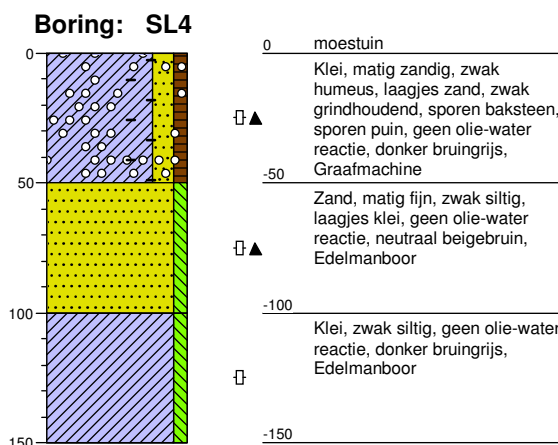 Boring: SL4
0
50
100
150
0 moestuin
Klei, matig zandig, zwak
humeus, laagjes zand, zwak
grindhoudend, sporen baksteen,
sporen puin, geen olie-water
reactie, donker bruingrijs,
Graafmachine
-50
Zand, matig fijn, zwak siltig,
laagjes klei, geen olie-water
reactie, neutraal beigebruin,
Edelmanboor
-100
Klei, zwak siltig, geen olie-water
reactie, donker bruingrijs,
Edelmanboor
-150